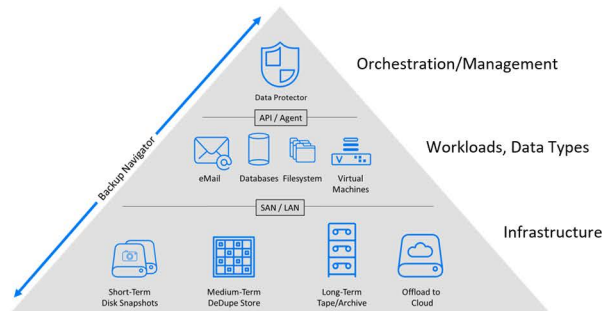 Orchestration/Management
Data Protector
API / Agent
Backup Navigator
Workloads, Data Types
eMail
Databases
Filesystem
Virtual
Machines
V
SAN / LAN
Infrastructure
Short-Term
Disk Snapshots
Medium-Term
DeDupe Store
Long-Term
Tape/Archive
Offload to
Cloud